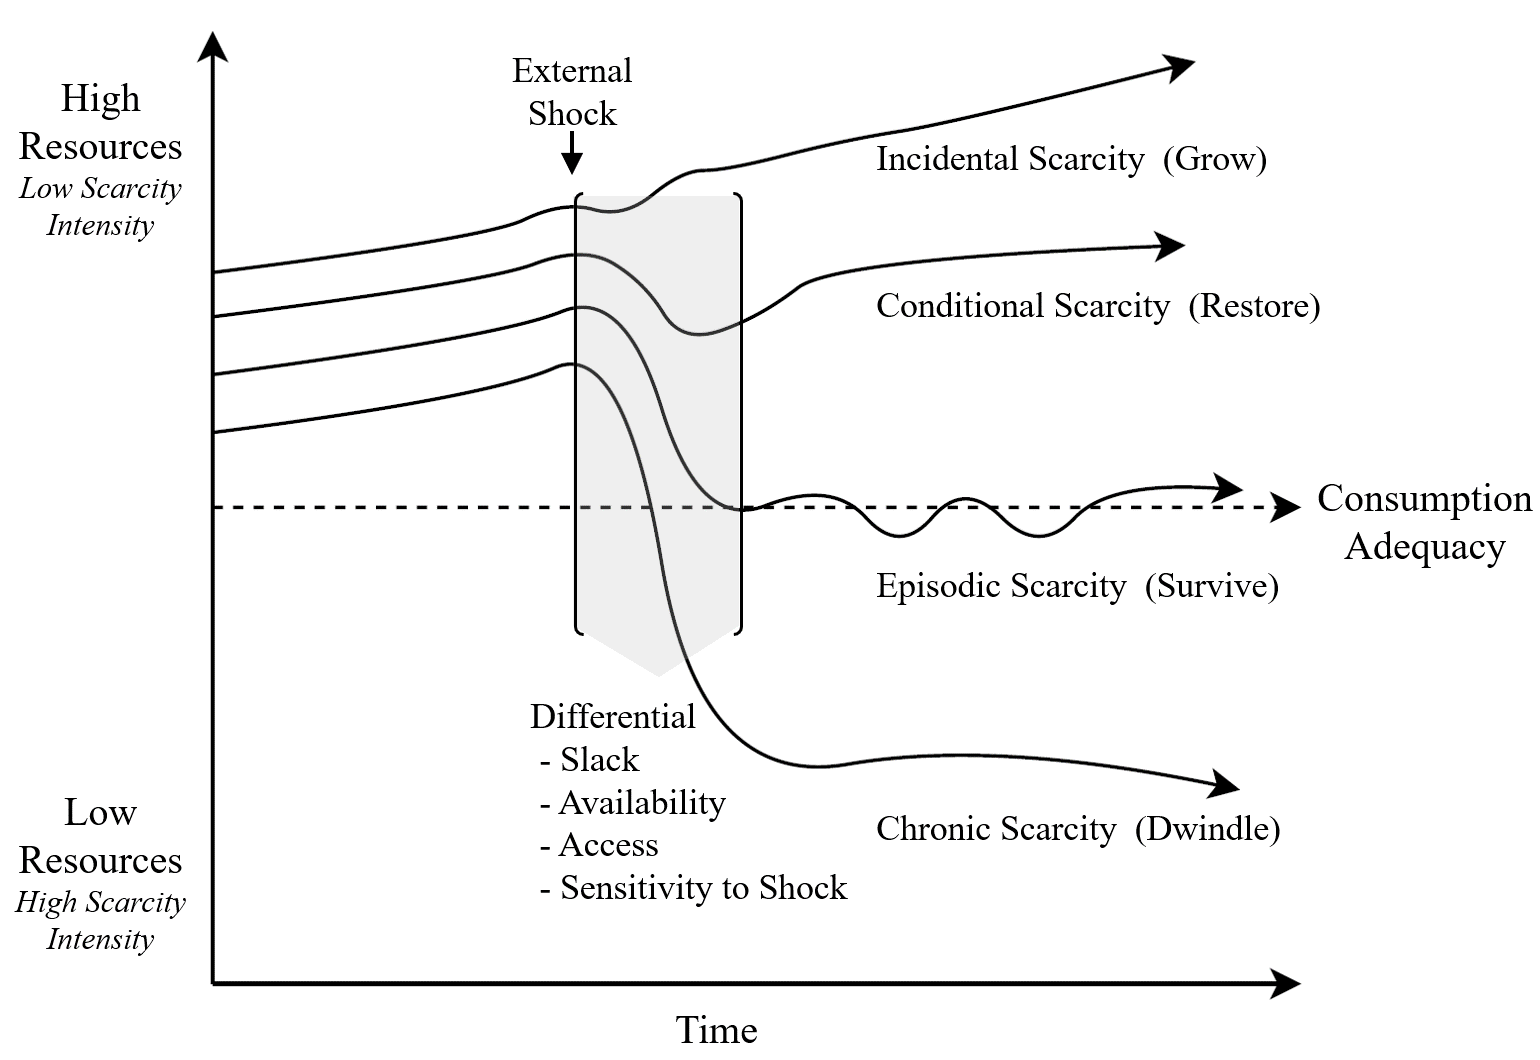 High
Resources
Low Scarcity
Intensity
External
Shock
Incidental Scarcity (Grow)
Conditional Scarcity (Restore)
Consumption
Adequacy
Episodic Scarcity (Survive)
Differential
- Slack
- Availability
- Access
- Sensitivity to Shock
Chronic Scarcity (Dwindle)
Low
Resources
High Scarcity
Intensity
Time